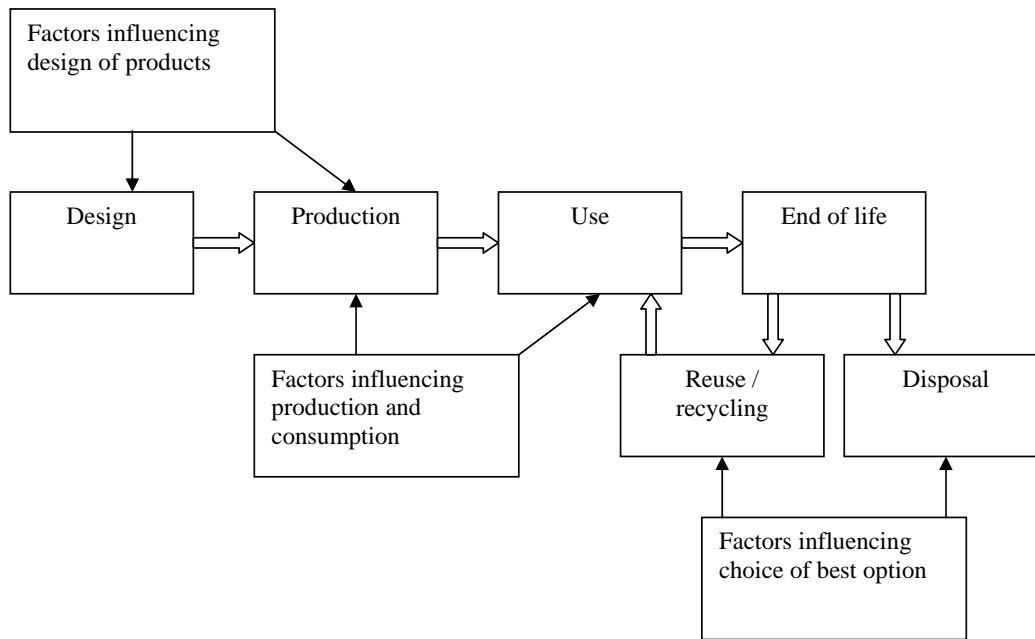 Factors influencing
design of products
Design
Production
Use
End of life
Factors influencing
production and
consumption
Reuse /
recycling
Disposal
Factors influencing
choice of best option